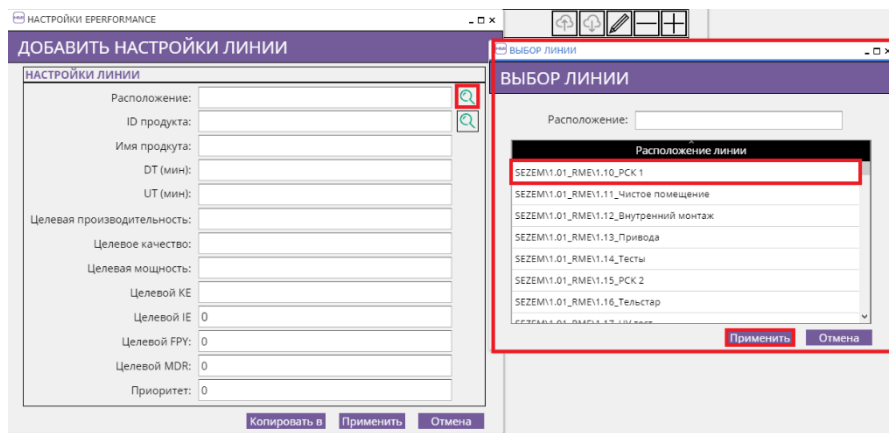 НАСТРОЙКИ EPERFORMANCE
ДОБАВИТЬ НАСТРОЙКИ ЛИНИИ
НАСТРОЙКИ ЛИНИИ
Расположение:
ID продукта:
Имя продкута:
DT (мин):
UT (мин):
Целевая производительность:
Целевое качество:
Целевая мощность:
Целевой КЕ
Целевой IE 0
Целевой FPY: 0
Целевой MDR: 0
Приоритет: 0
Копировать в Применить Отмена
ВЫБОР ЛИНИИ
ВЫБОР ЛИНИИ
Расположение:
Расположение линии
SEZEM\1.01_RME\1.10_РСК 1
SEZEM\1.01_RME\1.11_Чистое помещение
SEZEM\1.01_RME\1.12_Внутренний монтаж
SEZEM\1.01_RME\1.13_Привода
SEZEM\1.01_RME\1.14_Тесты
SEZEM\1.01_RME\1.15_РСК 2
SEZEM\1.01_RME\1.16_Тельстар
Применить Отмена